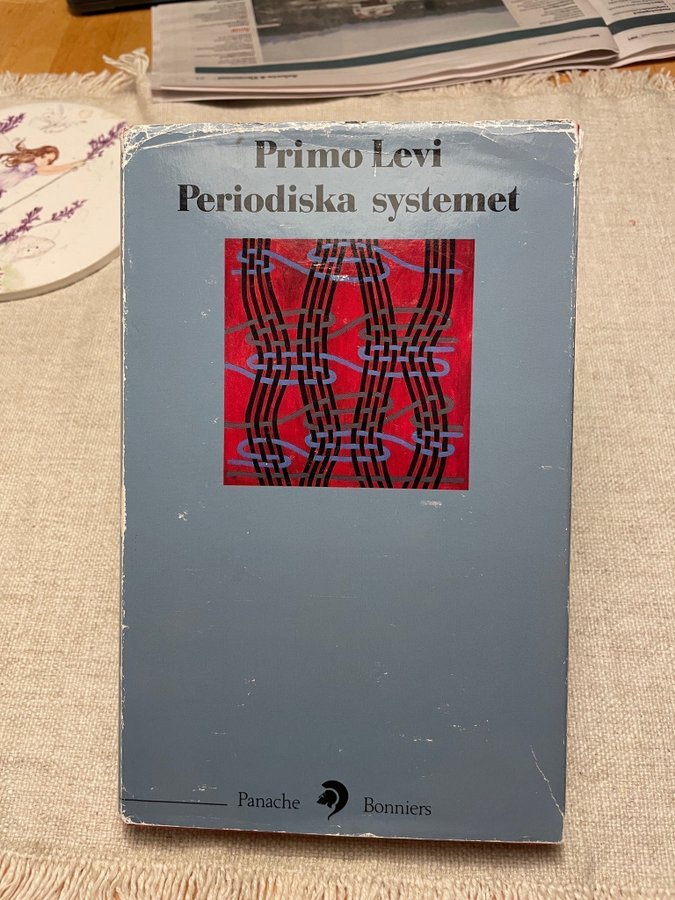 Primo Levi
Periodiska systemet
Panache Bonniers